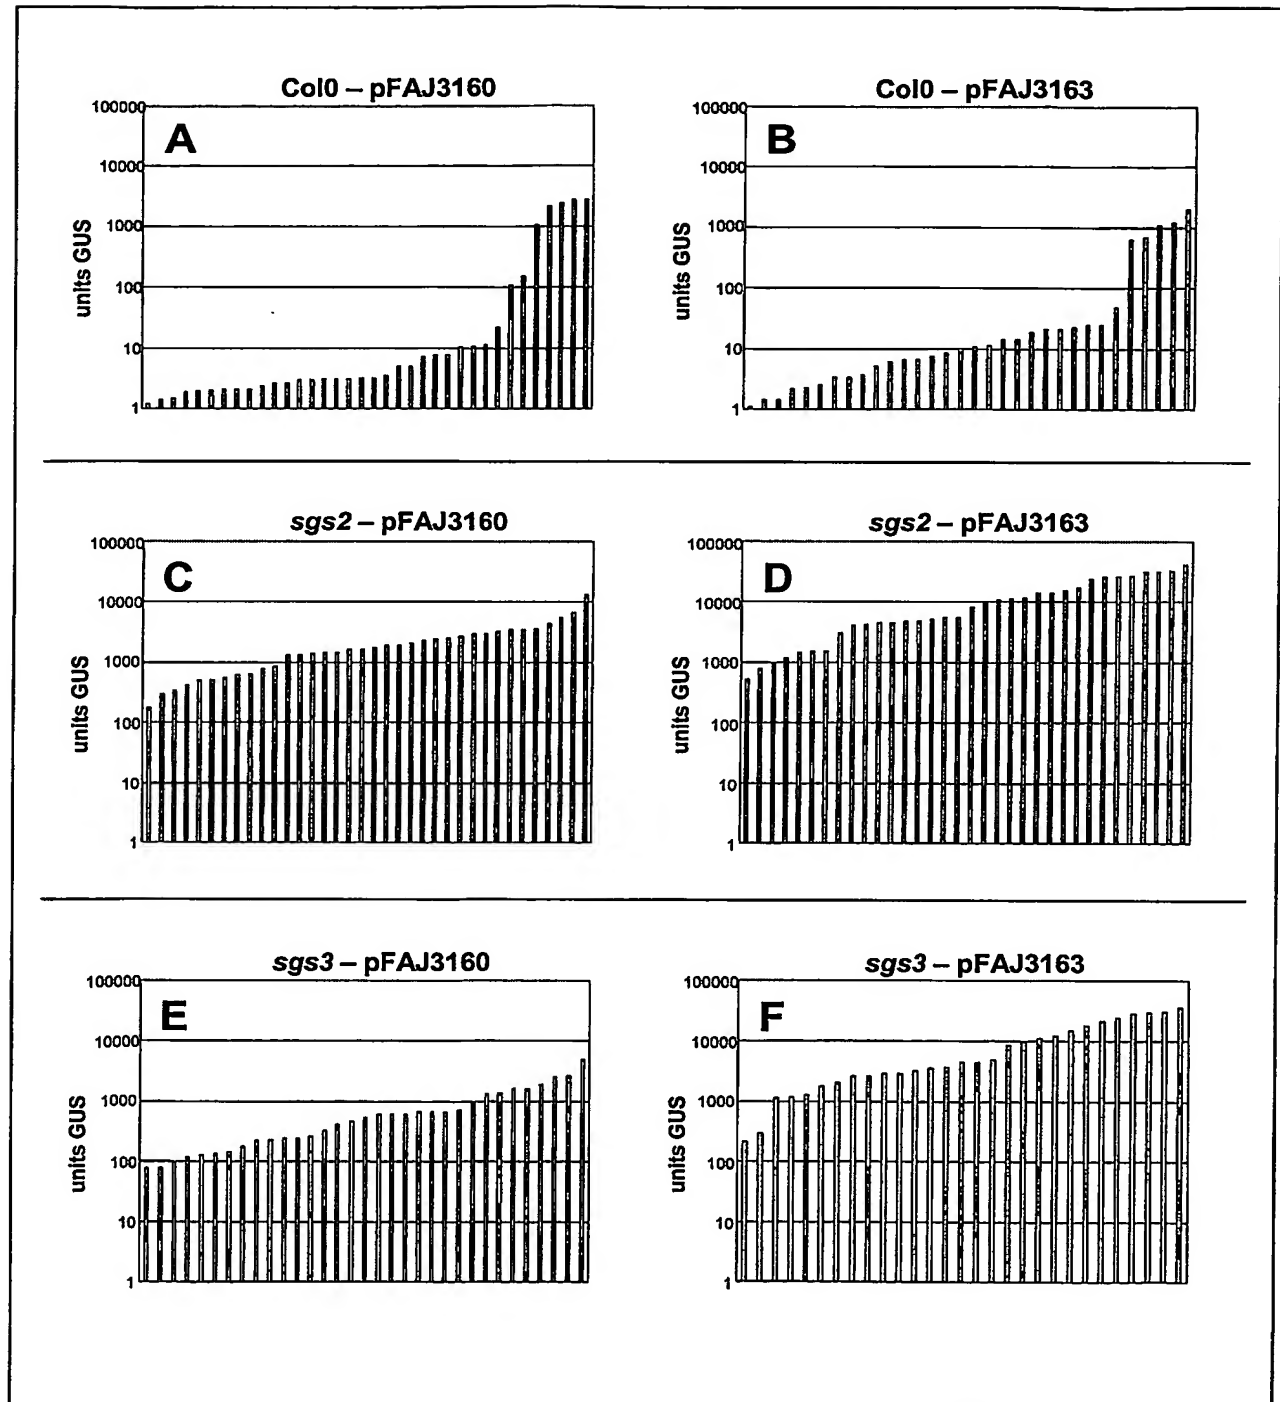 Col0 – pFAJ3160
100000
A
10000
1000
100
10
1
units GUS
Col0 – pFAJ3163
100000
B
10000
1000
100
10
1
units GUS
sgs2 – pFAJ3160
100000
C
10000
1000
100
10
1
units GUS
sgs2 – pFAJ3163
100000
D
10000
1000
100
10
1
units GUS
sgs3 – pFAJ3160
100000
E
10000
1000
100
10
1
units GUS
sgs3 – pFAJ3163
100000
F
10000
1000
100
10
1
units GUS